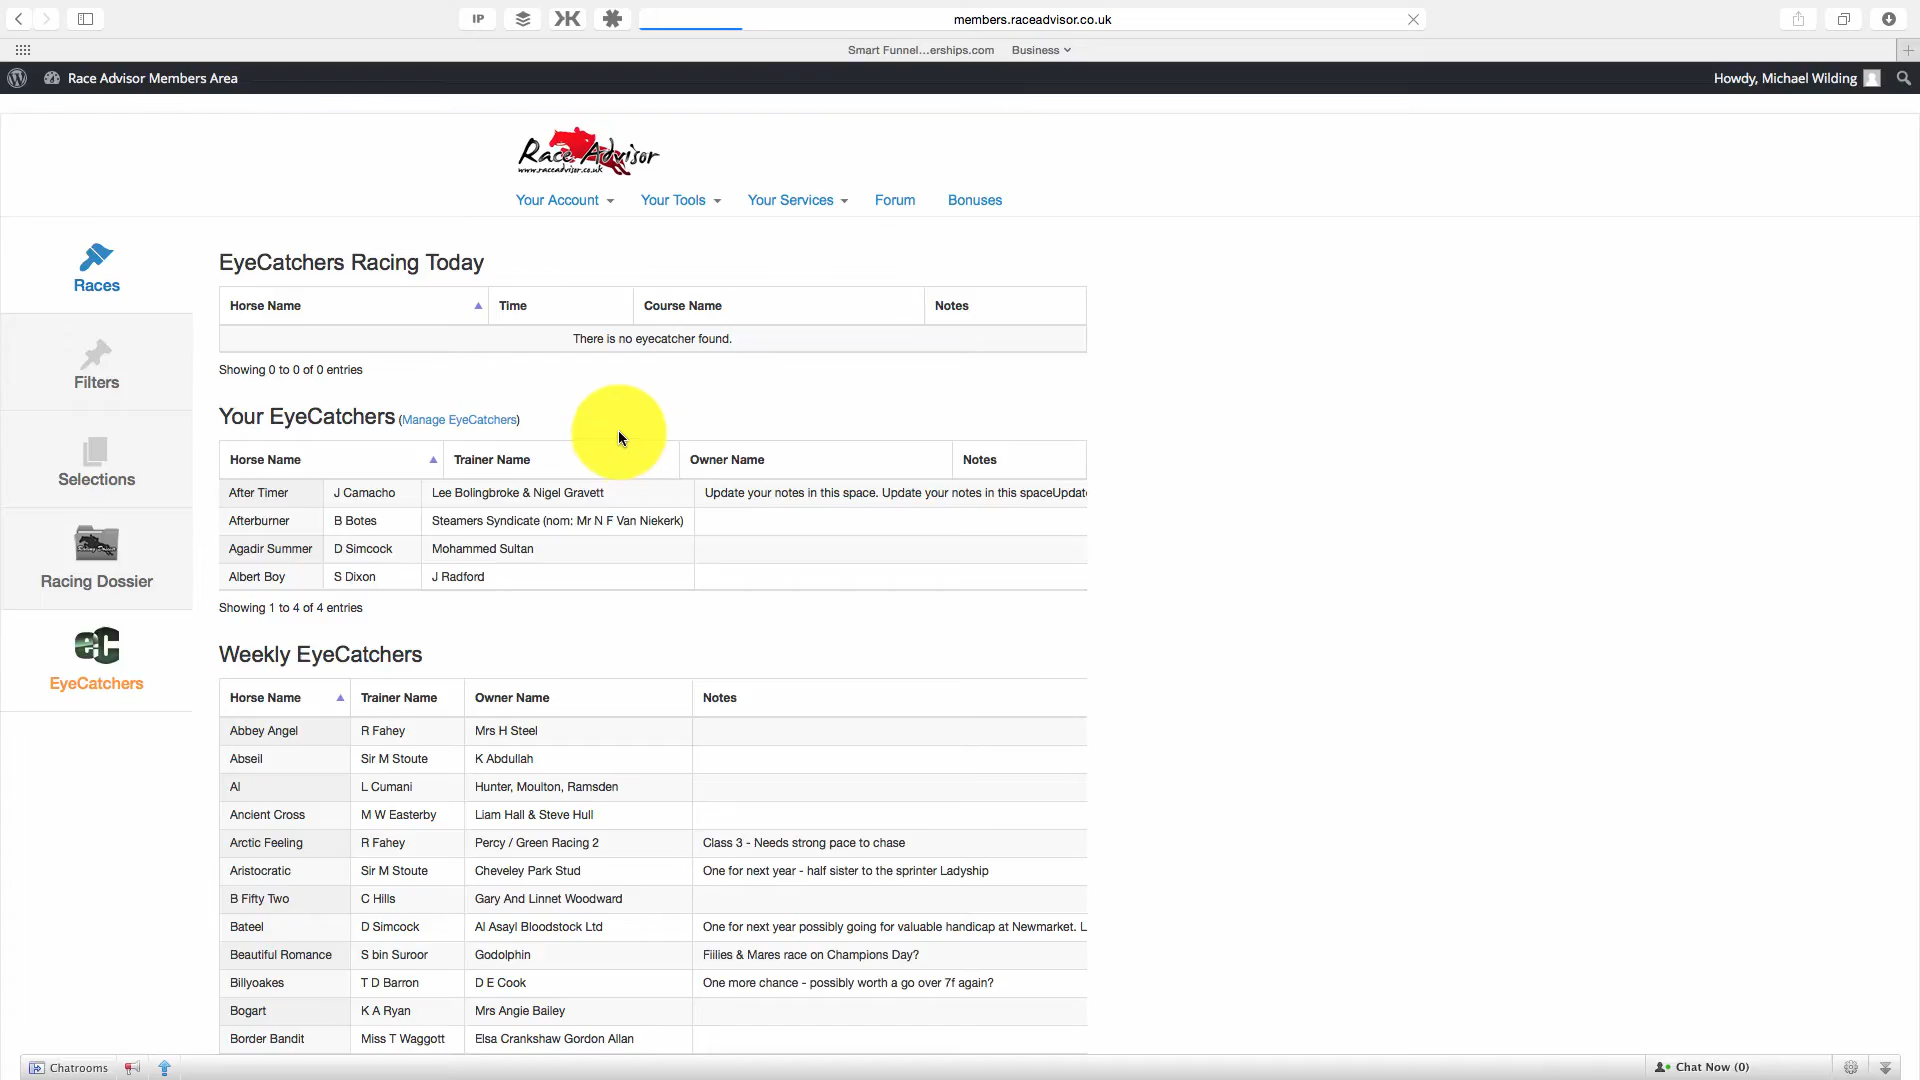 IP members.raceadvisor.co.uk
Smart Funnel...erships.com Business
Race Advisor Members Area Howdy, Michael Wilding
Race Advisor
www.raceadvisor.co.uk
Your Account Your Tools Your Services Forum Bonuses
Races
Filters
Selections
Racing Dossier
eC
EyeCatchers
EyeCatchers Racing Today
Horse Name Time Course Name Notes
There is no eyecatcher found.
Showing 0 to 0 of 0 entries
Your EyeCatchers (Manage EyeCatchers)
Horse Name Trainer Name Owner Name Notes
After Timer J Camacho Lee Bolingbroke & Nigel Gravett Update your notes in this space. Update your notes in this spaceUpdat
Afterburner B Botes Steamers Syndicate (nom: Mr N F Van Niekerk)
Agadir Summer D Simcock Mohammed Sultan
Albert Boy S Dixon J Radford
Showing 1 to 4 of 4 entries
Weekly EyeCatchers
Horse Name Trainer Name Owner Name Notes
Abbey Angel R Fahey Mrs H Steel
Abseil Sir M Stoute K Abdullah
Al L Cumani Hunter, Moulton, Ramsden
Ancient Cross M W Easterby Liam Hall & Steve Hull
Arctic Feeling R Fahey Percy / Green Racing 2 Class 3 - Needs strong pace to chase
Aristocratic Sir M Stoute Cheveley Park Stud One for next year - half sister to the sprinter Ladyship
B Fifty Two C Hills Gary And Linnet Woodward
Bateel D Simcock Al Asayl Bloodstock Ltd One for next year possibly going for valuable handicap at Newmarket. L
Beautiful Romance S bin Suroor Godolphin Fillies & Mares race on Champions Day?
Billyoakes T D Barron D E Cook One more chance - possibly worth a go over 7f again?
Bogart K A Ryan Mrs Angie Bailey
Border Bandit Miss T Waggott Elsa Crankshaw Gordon Allan
Chatrooms Chat Now (0)